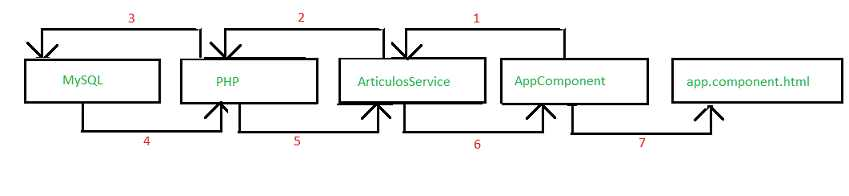 3 2 1
MySQL PHP ArticulosService AppComponent app.component.html
4 5 6 7